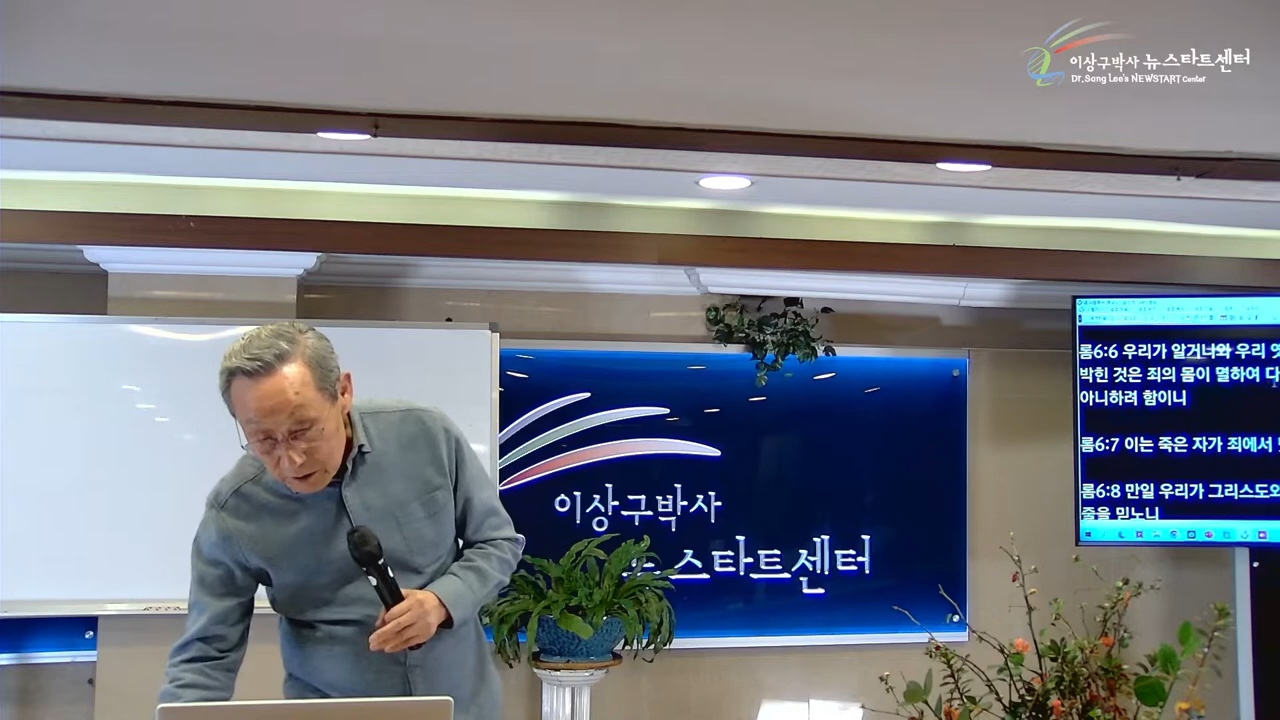 이상구박사 뉴스타트센터
Dr. Sang Lee's NEWSTART Center
이상구박사
뉴스타트센터
롬6:6 우리가 알거니와 우리
박힌 것은 죄의 몸이 멸하여 다
아니하려 함이니
롬6:7 이는 죽은 자가 죄에서
롬6:8 만일 우리가 그리스도와
줄을 믿노니